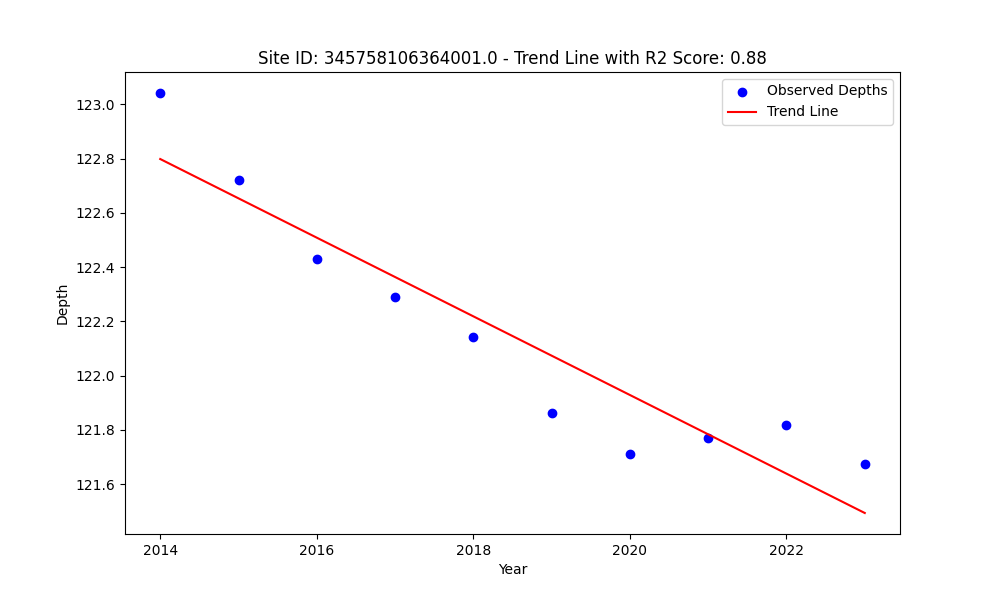 Site ID: 345758106364001.0 - Trend Line with R2 Score: 0.88
Observed Depths
Trend Line
123.0
122.8
122.6
122.4
122.2
122.0
121.8
121.6
Depth
2014
2016
2018
2020
2022
Year